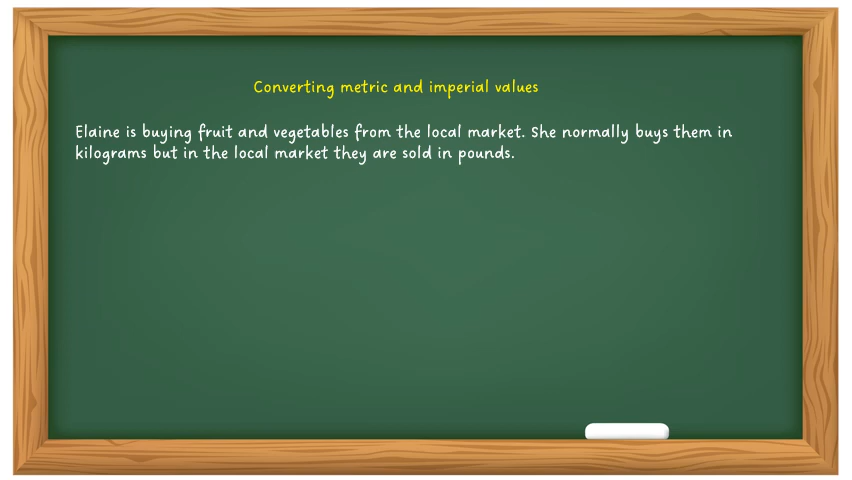 Converting metric and imperial values
Elaine is buying fruit and vegetables from the local market. She normally buys them in
kilograms but in the local market they are sold in pounds.